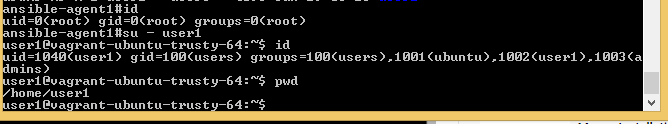 ansible-agent1#id
uid=0(root) gid=0(root) groups=0(root)
ansible-agent1#su - user1
user1@vagrant-ubuntu-trusty-64:~$ id
uid=1040(user1) gid=100(users) groups=100(users),1001(ubuntu),1002(user1),1003(a
dmins)
user1@vagrant-ubuntu-trusty-64:~$ pwd
/home/user1
user1@vagrant-ubuntu-trusty-64:~$